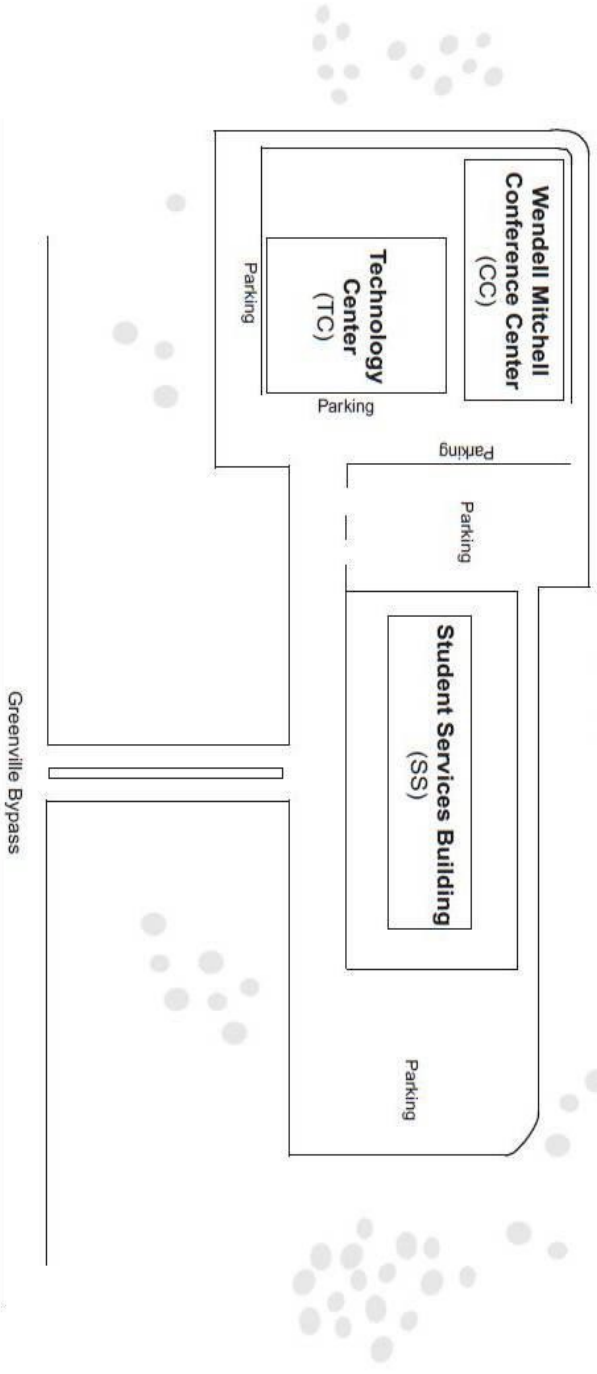 Wendell Mitchell
Conference Center
(CC)
Technology
Center
(TC)
Parking
Parking
Parking
Parking
Student Services Building
(SS)
Parking
Greenville Bypass